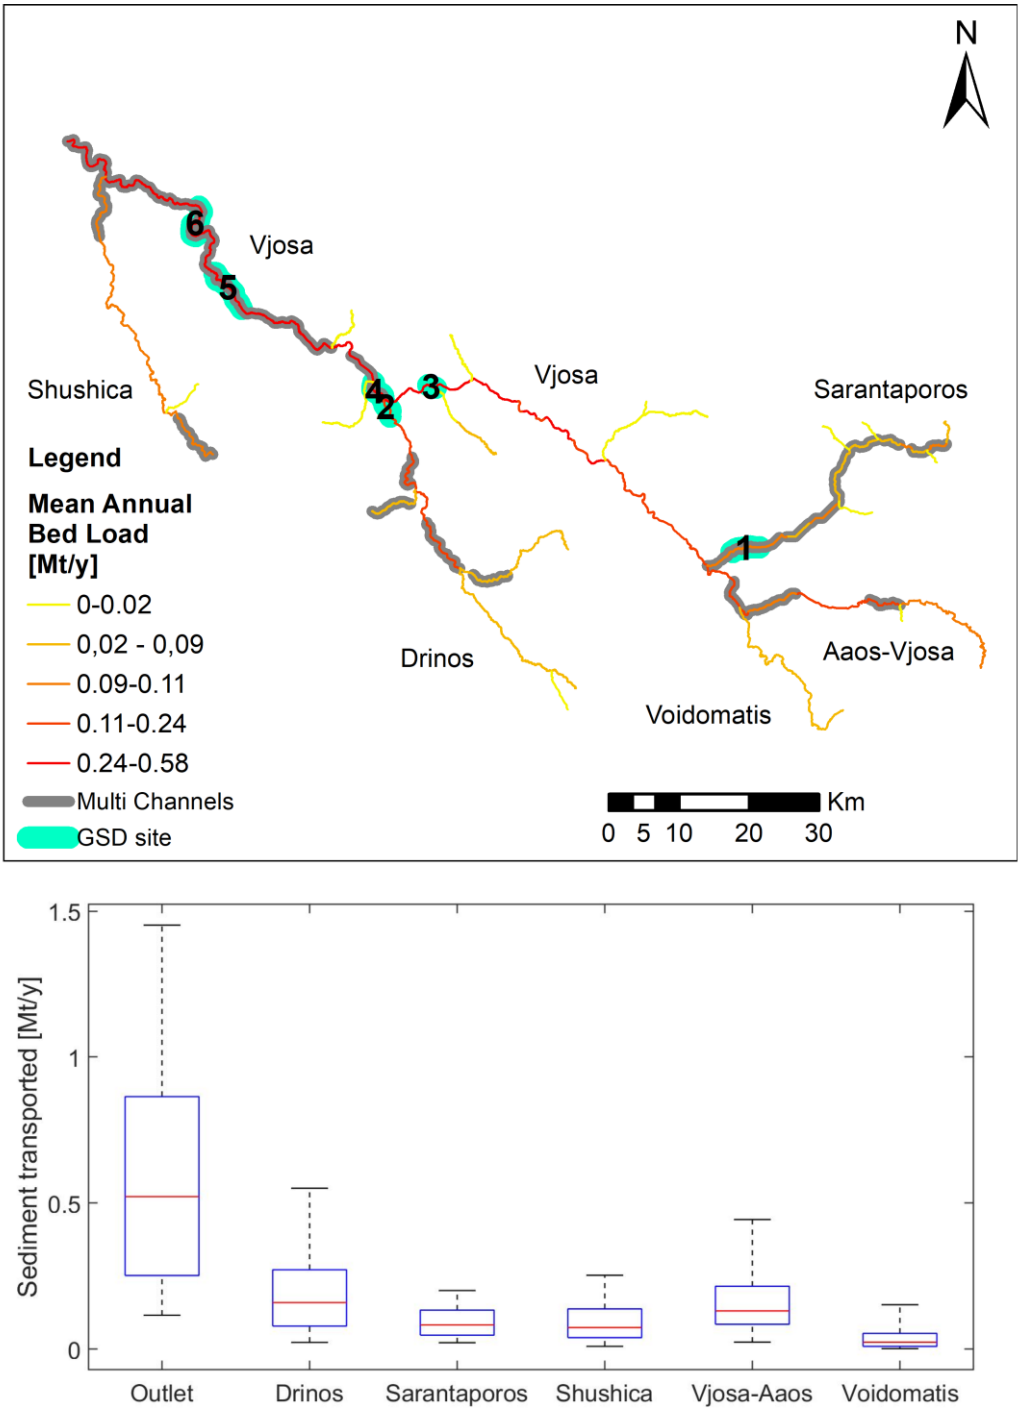 N
6
Vjosa
5
Vjosa
Shushica
4
3
2
Sarantaporos
Legend
Mean Annual
Bed Load
[Mt/y]
0-0.02
0,02 - 0,09
0.09-0.11
0.11-0.24
0.24-0.58
Multi Channels
GSD site
1
Drinos
Aaos-Vjosa
Voidomatis
Km
0 5 10 20 30
Sediment transported [Mt/y]
1.5
1
0.5
0
Outlet Drinos Sarantaporos Shushica Vjosa-Aaos Voidomatis